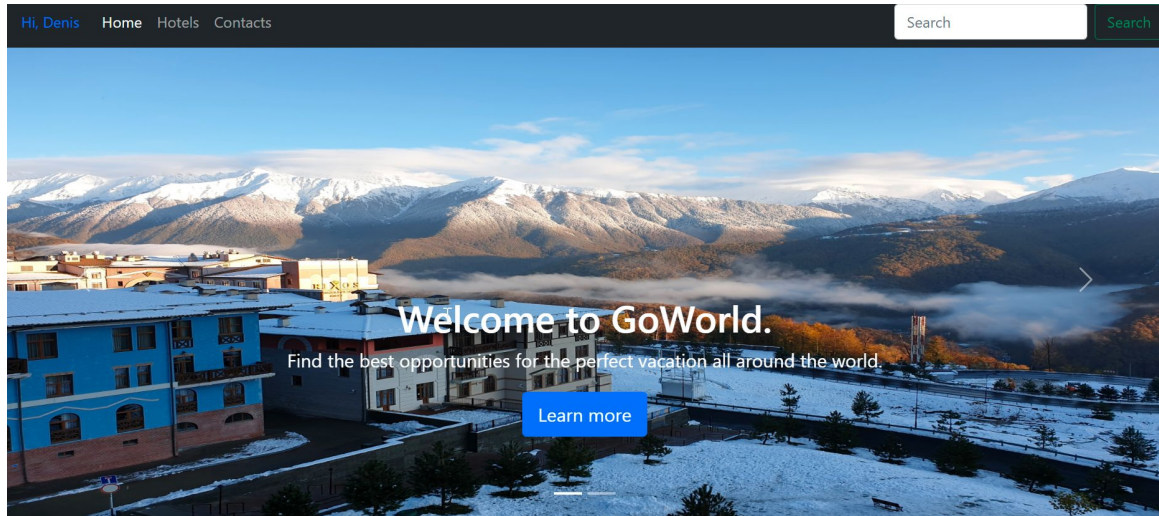 Hi, Denis Home Hotels Contacts Search Search
RIXOS
Welcome to GoWorld.
Find the best opportunities for the perfect vacation all around the world.
Learn more